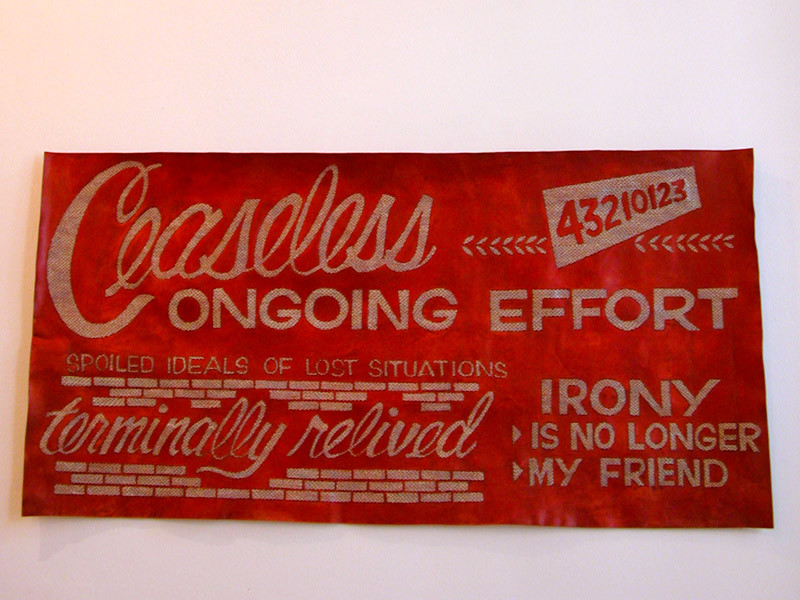 Ceaseless
43210123
ONGOING EFFORT
SPOILED IDEALS OF LOST SITUATIONS
terminally relived
IRONY
IS NO LONGER
MY FRIEND